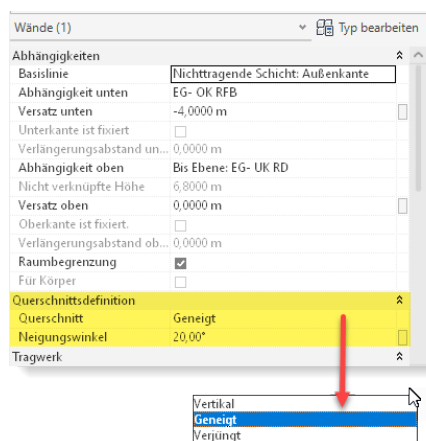 Wände (1) Typ bearbeiten
Abhängigkeiten
Basislinie Nichttragende Schicht: Außenkante
Abhängigkeit unten EG- OK RFB
Versatz unten -4,0000 m
Unterkante ist fixiert
Verlängerungsabstand un... 0,0000 m
Abhängigkeit oben Bis Ebene: EG- UK RD
Nicht verknüpfte Höhe 6,8000 m
Versatz oben 0,0000 m
Oberkante ist fixiert.
Verlängerungsabstand ob... 0,0000 m
Raumbegrenzung
Für Körper
Querschnittsdefinition
Querschnitt Geneigt
Neigungswinkel 20,00°
Tragwerk
Vertikal
Geneigt
Verjüngt